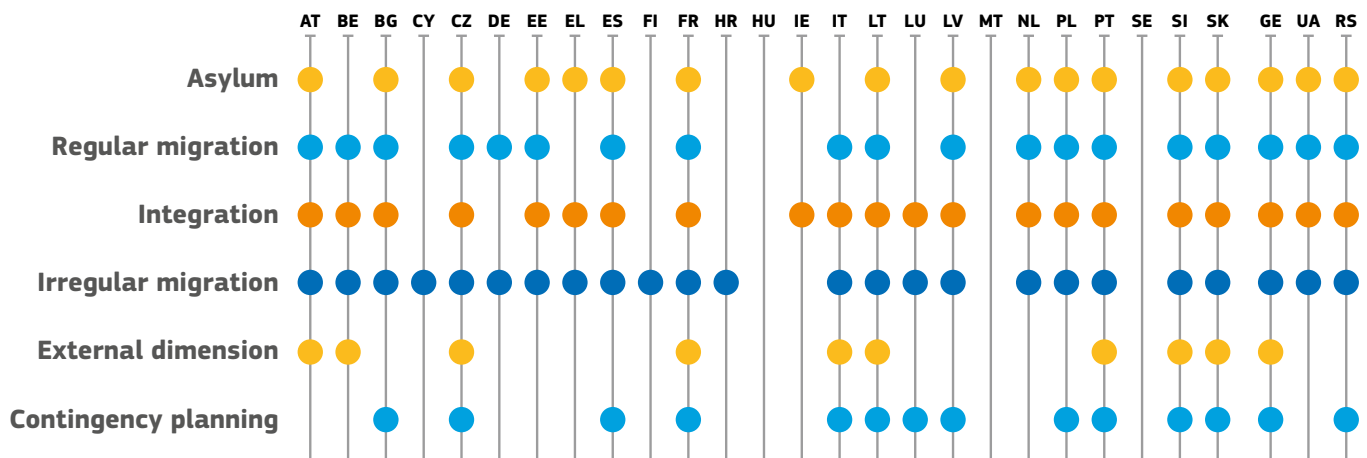 AT BE BG CY CZ DE EE EL ES FI FR HR HU IE IT LT LU LV MT NL PL PT SE SI SK GE UA RS
Asylum
Regular migration
Integration
Irregular migration
External dimension
Contingency planning